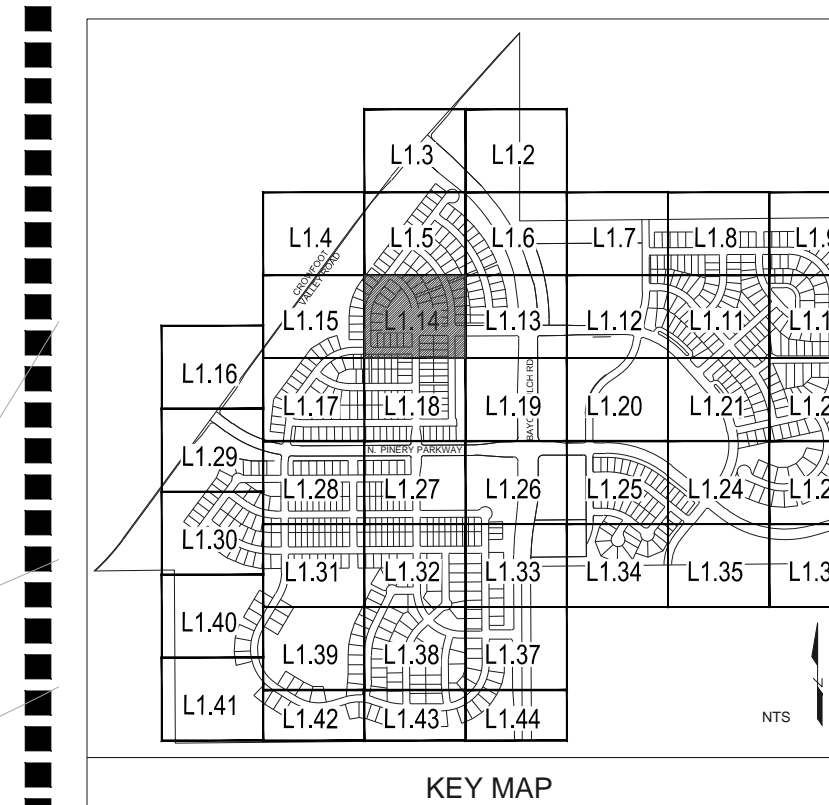 L1.3 L1.2
L1.4 L1.5 L1.6 L1.7 L1.8
CROWFOOT
VALLEY ROAD
L1.15 L1.14 L1.13 L1.12 L1.11
L1.16
L1.17 L1.18 L1.19 L1.20 L1.21
N. PINERY PARKWAY
L1.29
L1.28 L1.27 L1.26 L1.25 L1.24
L1.30
L1.31 L1.32 L1.33 L1.34 L1.35
L1.40
L1.39 L1.38 L1.37
L1.41
L1.42 L1.43 L1.44
NTS
N
KEY MAP